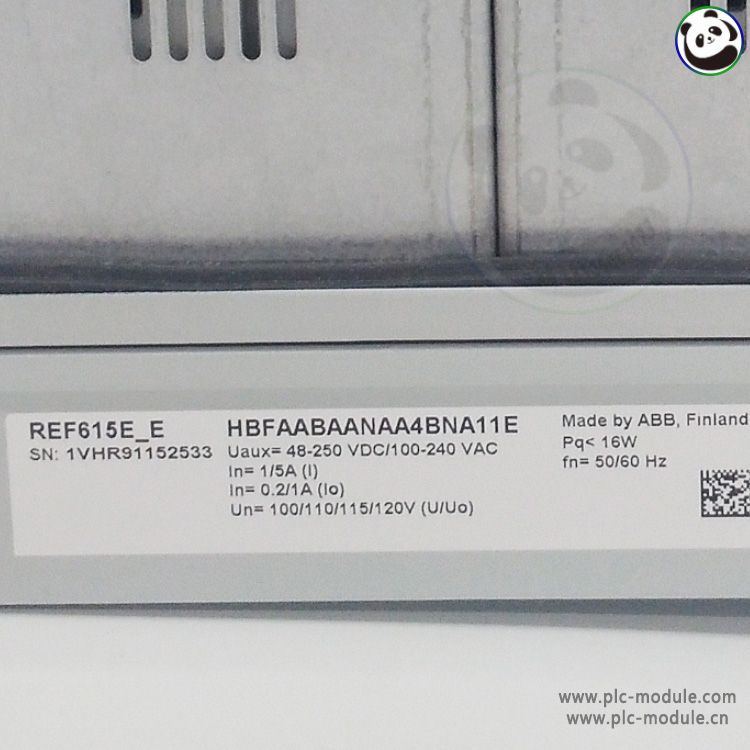 REF615E_E
SN: 1VHR91152533
HBFAABAANAA4BNA11E
Uaux= 48-250 VDC/100-240 VAC
In= 1/5A (I)
In= 0.2/1A (Io)
Un= 100/110/115/120V (U/Uo)
Made by ABB, Finland
Pq< 16W
fn= 50/60 Hz
www.plc-module.com
www.plc-module.cn